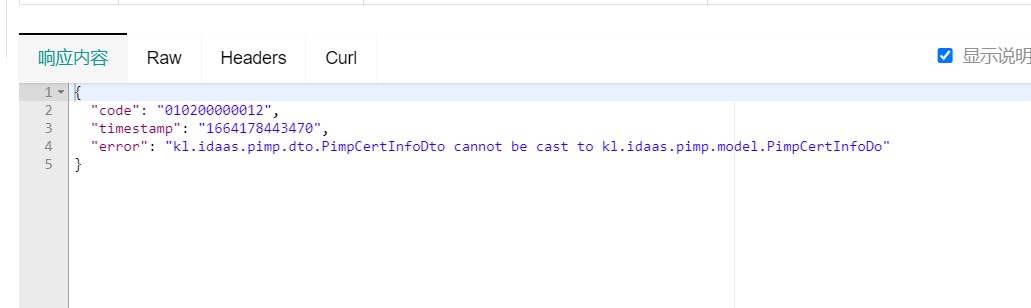 响应内容 Raw Headers Curl 显示说明
1 {
2 "code": "010200000012",
3 "timestamp": "1664178443470",
4 "error": "kl.idaas.pimp.dto.PimpCertInfoDto cannot be cast to kl.idaas.pimp.model.PimpCertInfoDo"
5 }